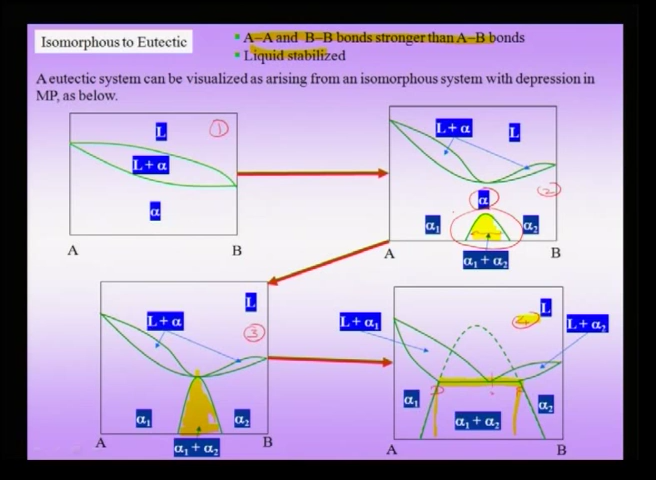 Isomorphous to Eutectic
A–A and B–B bonds stronger than A–B bonds
Liquid stabilized
A eutectic system can be visualized as arising from an isomorphous system with depression in
MP, as below.
L
1
L + α
α
A B
L + α
L
2
α
α1
α2
α1 + α2
A B
L
L + α
3
α1
α2
α1 + α2
A B
L + α1
4
L
L + α2
α1
α2
α1 + α2
A B